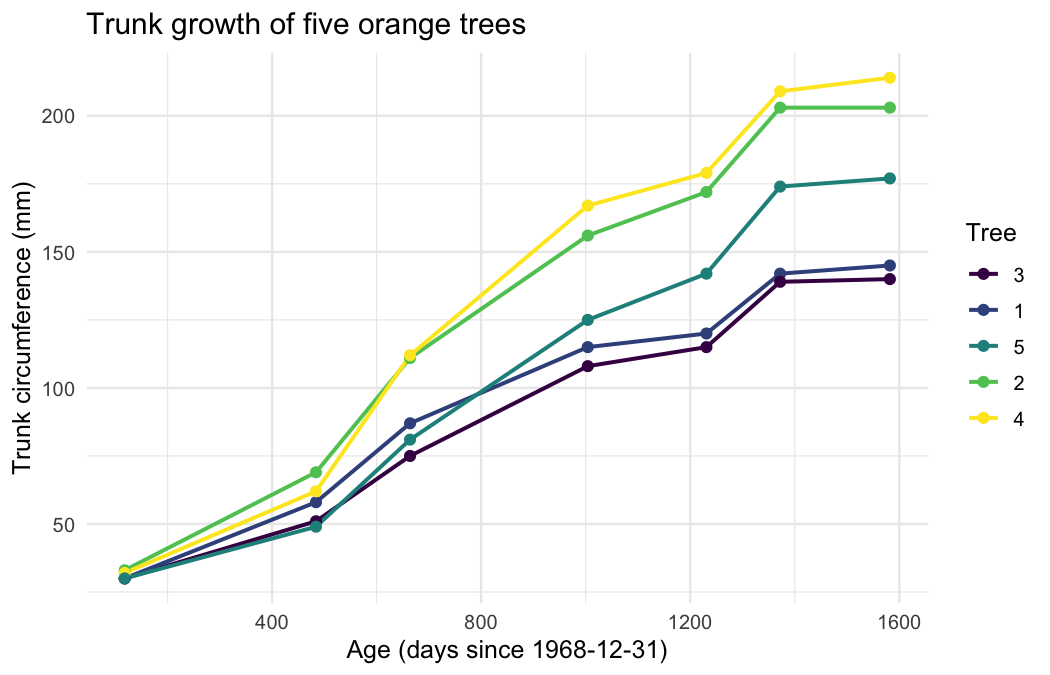 Trunk growth of five orange trees
Trunk circumference (mm)
200
150
100
50
400 800 1200 1600
Age (days since 1968-12-31)
Tree
3
1
5
2
4